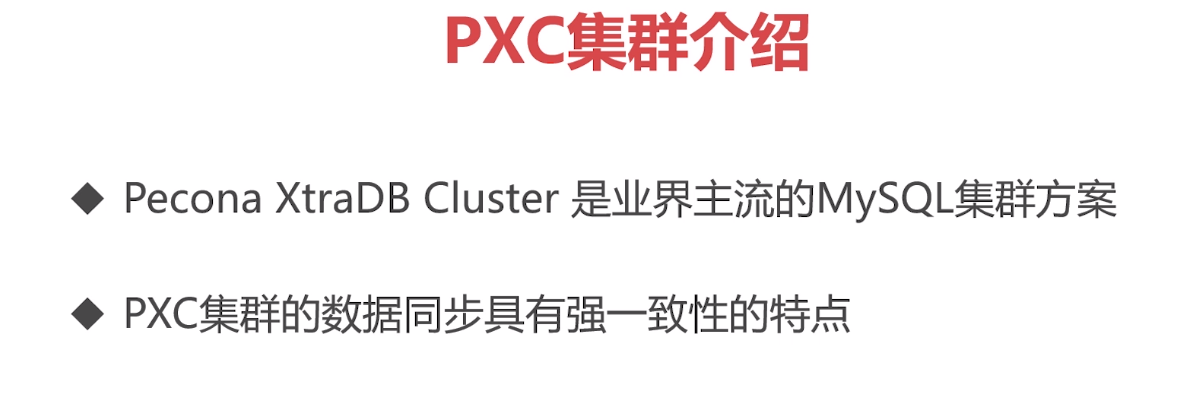 PXC集群介绍
◆ Pecona XtraDB Cluster 是业界主流的MySQL集群方案
◆ PXC集群的数据同步具有强一致性的特点